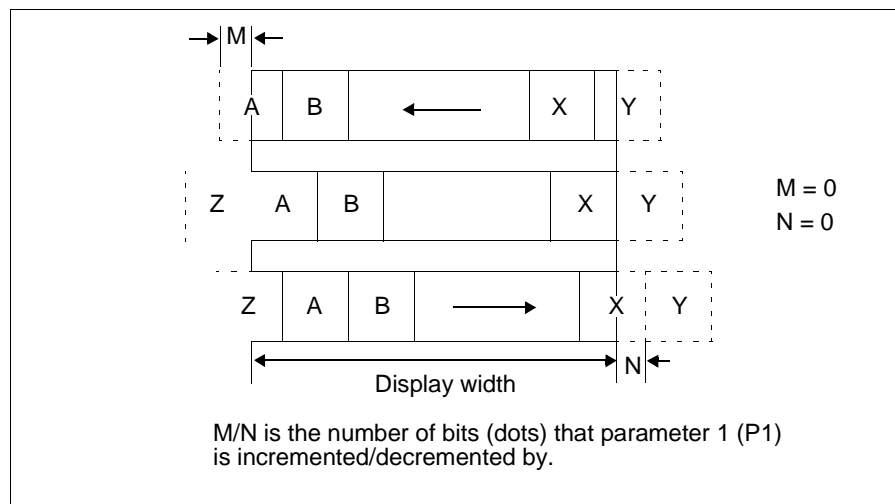 M
A B X Y
Z A B X Y
M = 0
N = 0
Z A B X Y
N
Display width
M/N is the number of bits (dots) that parameter 1 (P1)
is incremented/decremented by.